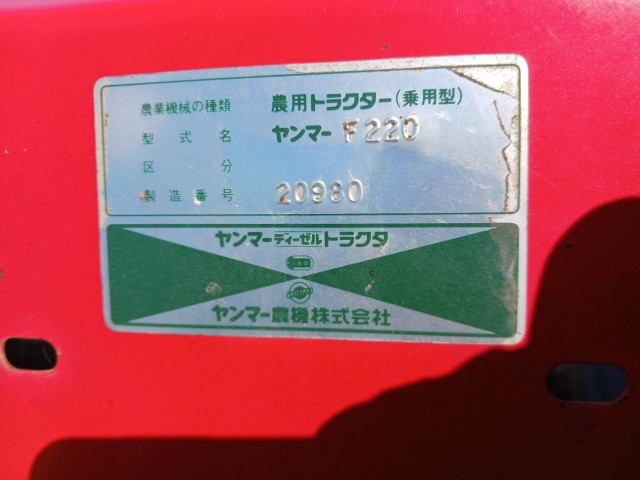 農業機械の種類 農用トラクター(乗用型)
型式名 ヤンマー F220
区分
製造番号 20980
ヤンマーディーゼルトラクタ
ヤンマー農機株式会社